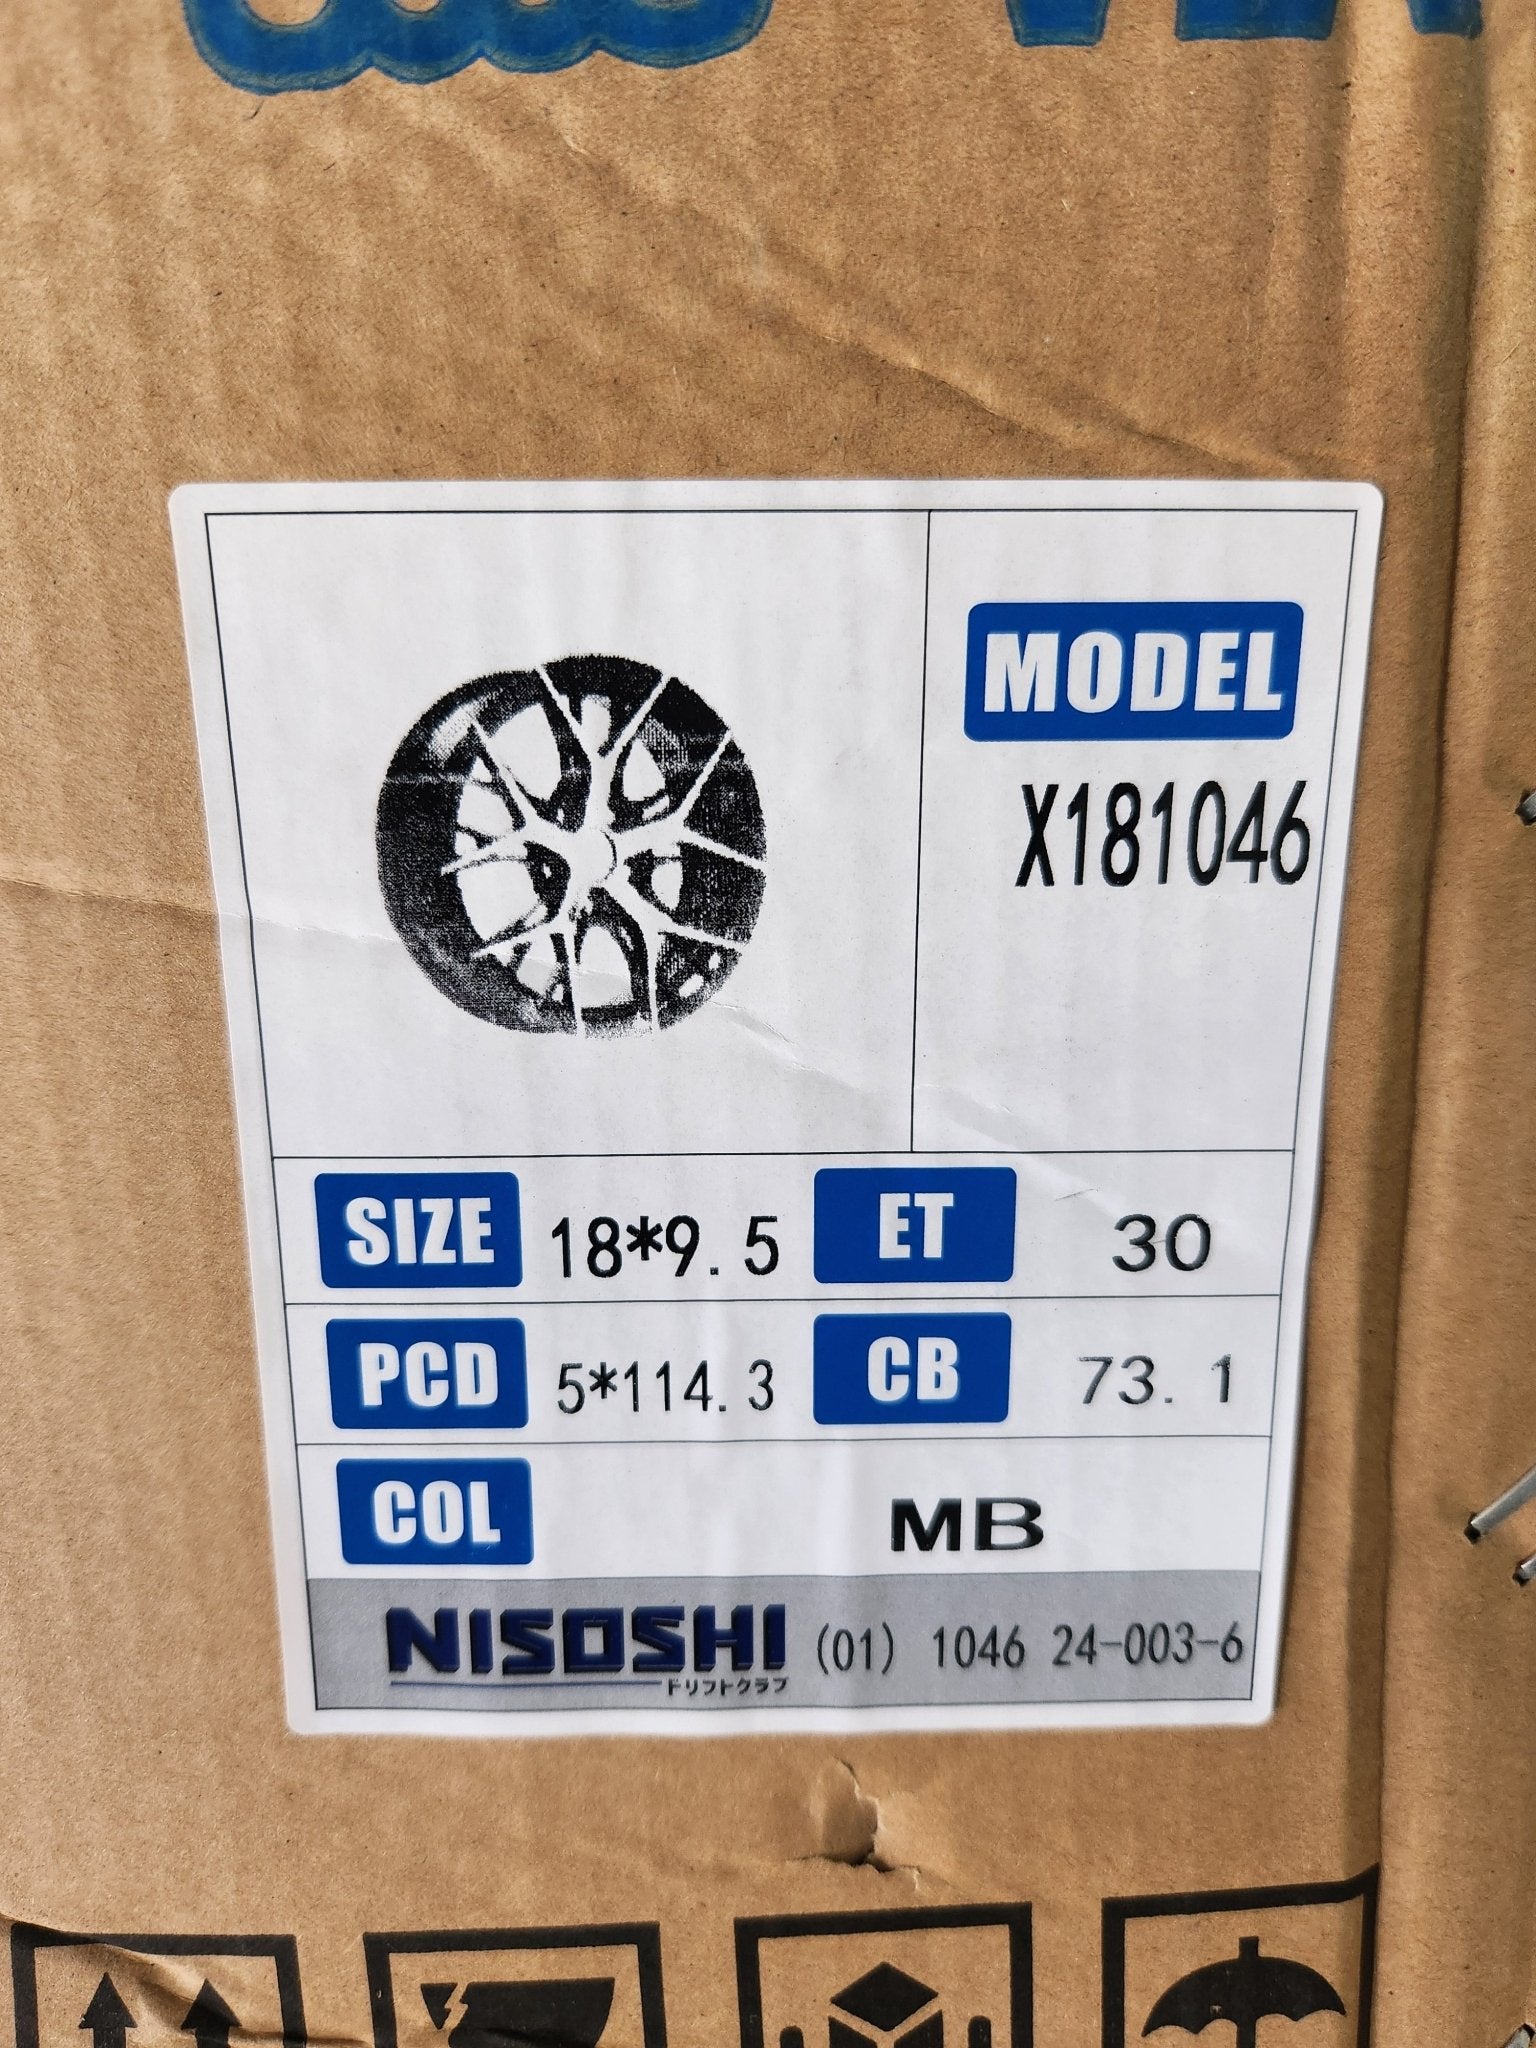 MODEL
X181046
SIZE 18*9.5 ET 30
PCD 5*114.3 CB 73.1
COL MB
NISOSHI (01) 1046 24-003-6
ドリフトクラブ